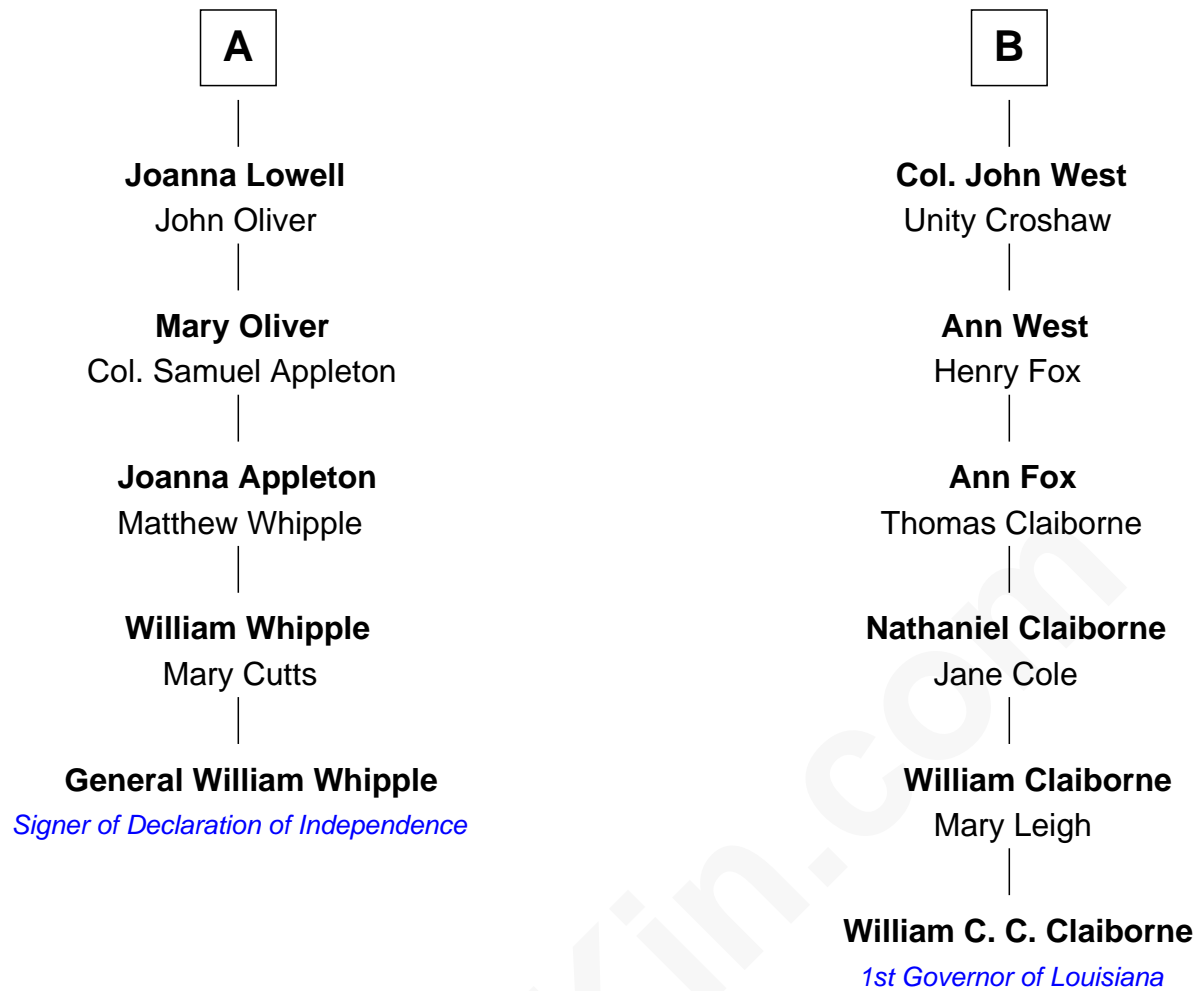 A
Joanna Lowell
John Oliver
Mary Oliver
Col. Samuel Appleton
Joanna Appleton
Matthew Whipple
William Whipple
Mary Cutts
General William Whipple
Signer of Declaration of Independence
B
Col. John West
Unity Croshaw
Ann West
Henry Fox
Ann Fox
Thomas Claiborne
Nathaniel Claiborne
Jane Cole
William Claiborne
Mary Leigh
William C. C. Claiborne
1st Governor of Louisiana
Kin.com